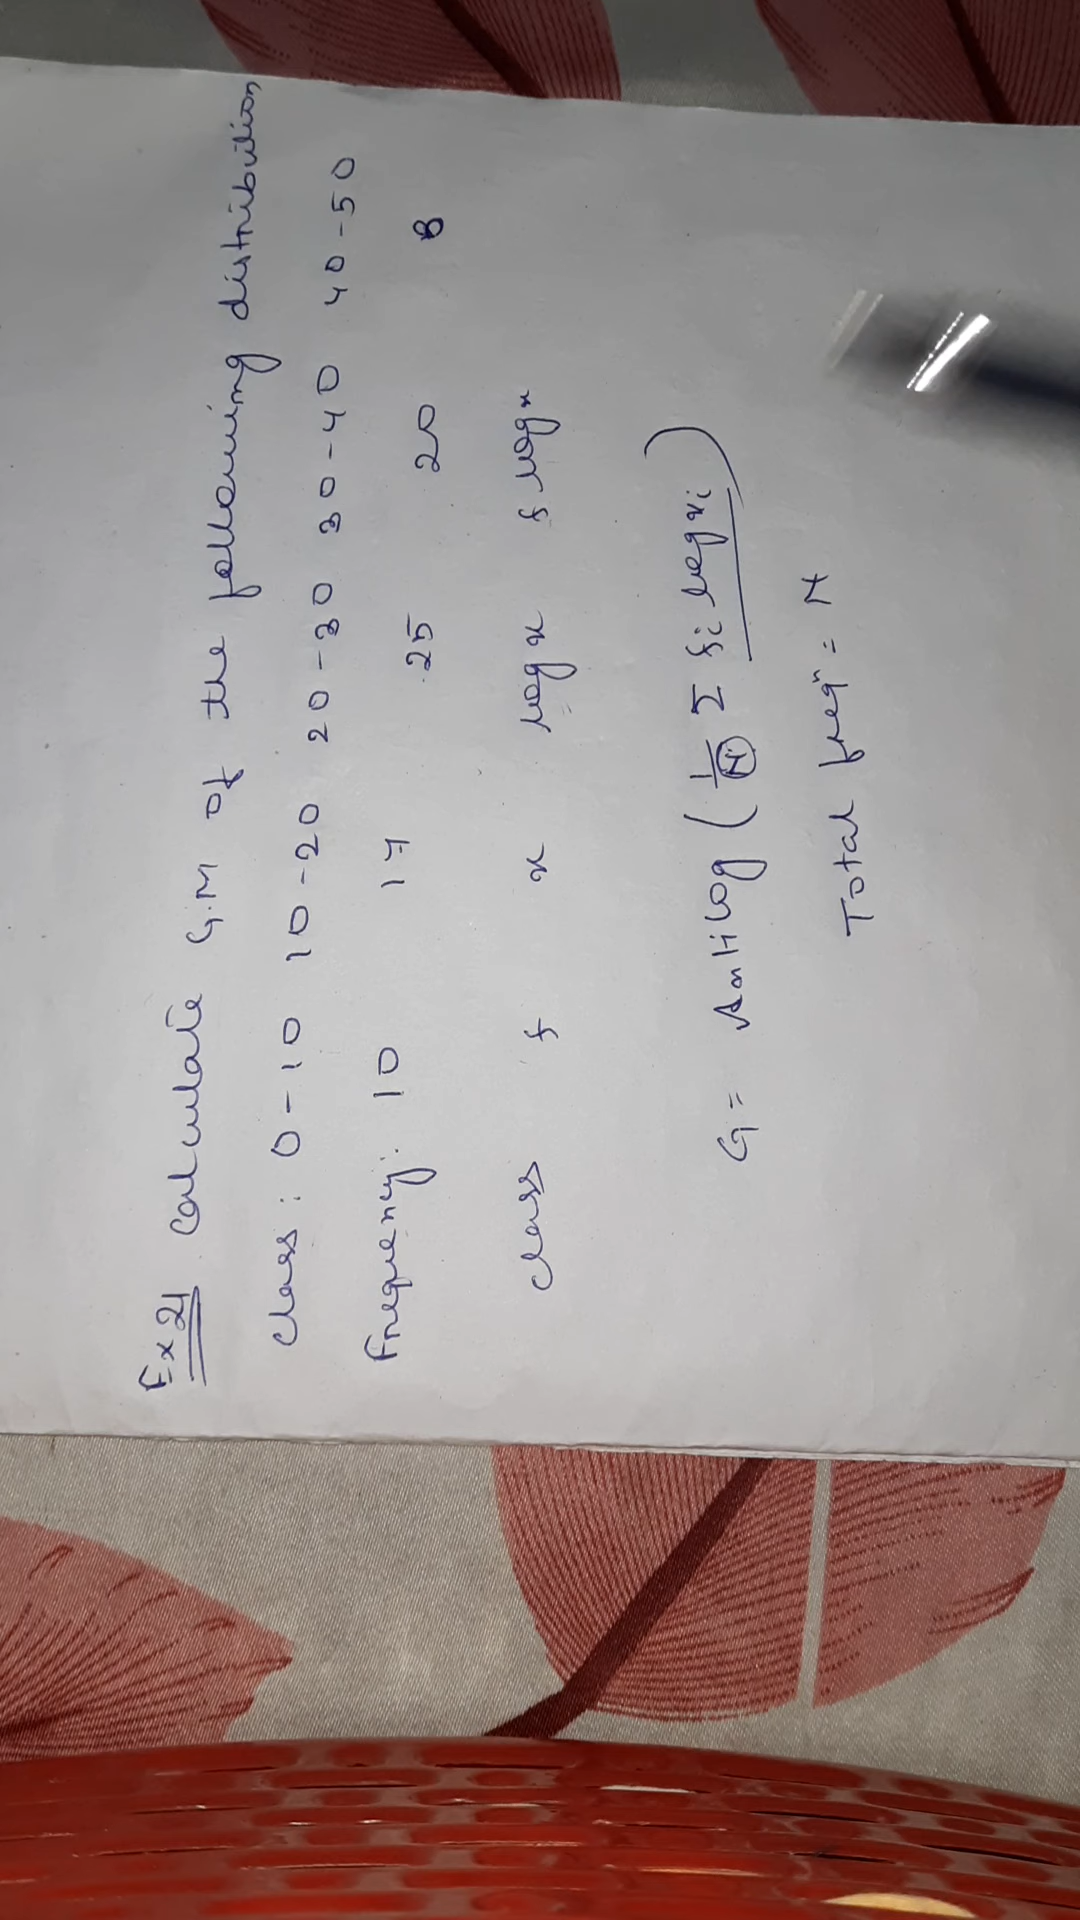 Ex 21 Calculate G.M of the following distribution
Class : 0-10 10-20 20-30 30-40 40-50
Frequency: 10 17 25 20 8
class f x log x f log x
G = Antilog ( 1/N Σ fi log xi )
Total freqⁿ = N